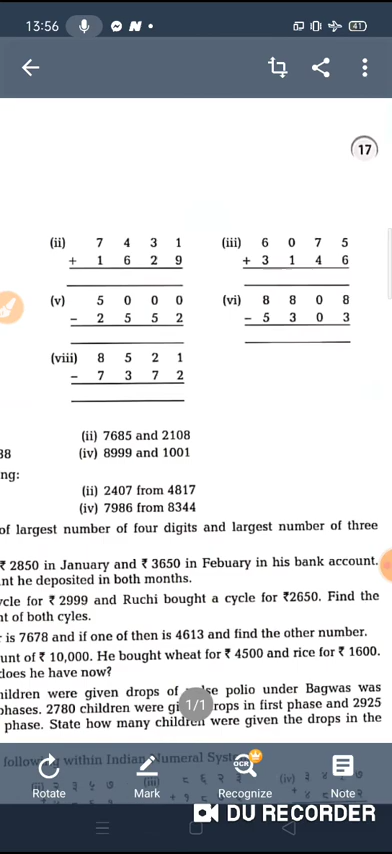 13:56 N 41
17
(ii) 7 4 3 1 (iii) 6 0 7 5
+ 1 6 2 9 + 3 1 4 6
(v) 5 0 0 0 (vi) 8 8 0 8
- 2 5 5 2 - 5 3 0 3
(viii) 8 5 2 1
- 7 3 7 2
(ii) 7685 and 2108
38 (iv) 8999 and 1001
ng:
(ii) 2407 from 4817
(iv) 7986 from 8344
of largest number of four digits and largest number of three
₹ 2850 in January and ₹ 3650 in Febuary in his bank account.
nt he deposited in both months.
ycle for ₹ 2999 and Ruchi bought a cycle for ₹2650. Find the
nt of both cyles.
r is 7678 and if one of then is 4613 and find the other number.
unt of ₹ 10,000. He bought wheat for ₹ 4500 and rice for ₹ 1600.
does he have now?
hildren were given drops of polio under Bagwas was
phases. 2780 children were drops in first phase and 2925
phase. State how many children were given the drops in the
1/1
following within Indian Numeral
OCR
Rotate Mark Recognize Note
DU RECORDER